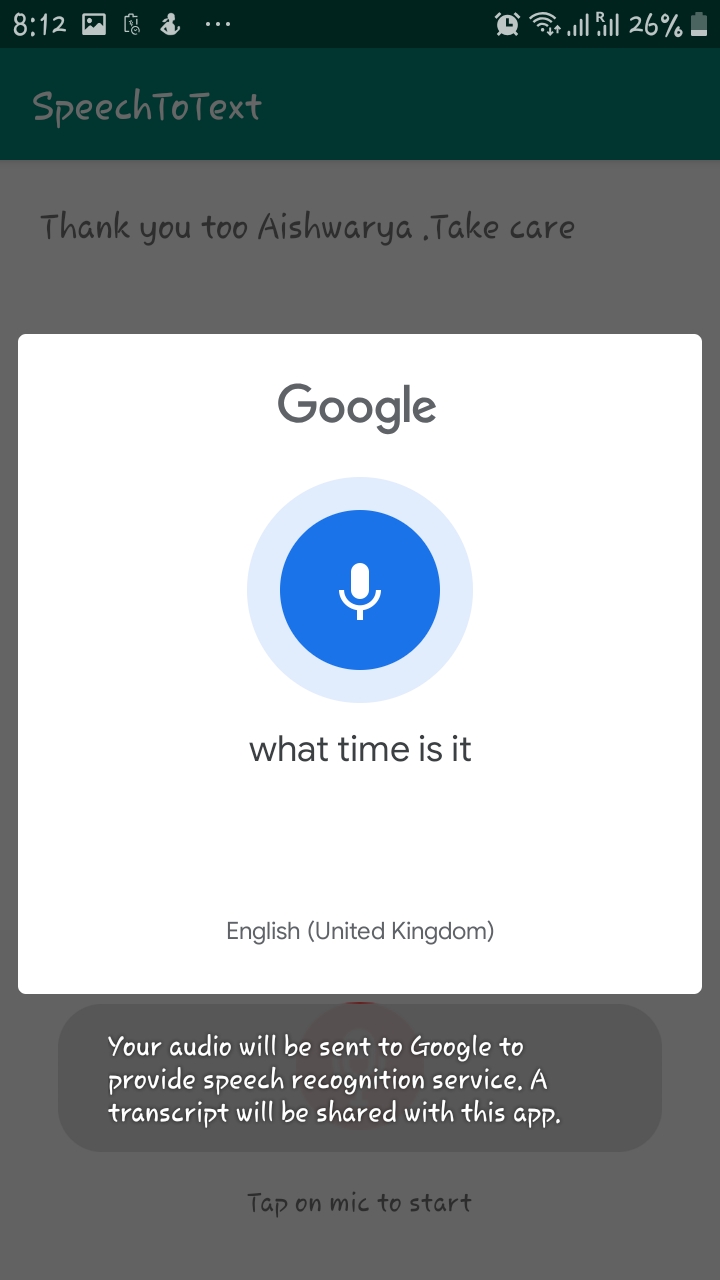 8:12 ... R 26%
SpeechToText
Thank you too Aishwarya .Take care
Google
what time is it
English (United Kingdom)
Your audio will be sent to Google to
provide speech recognition service. A
transcript will be shared with this app.
Tap on mic to start